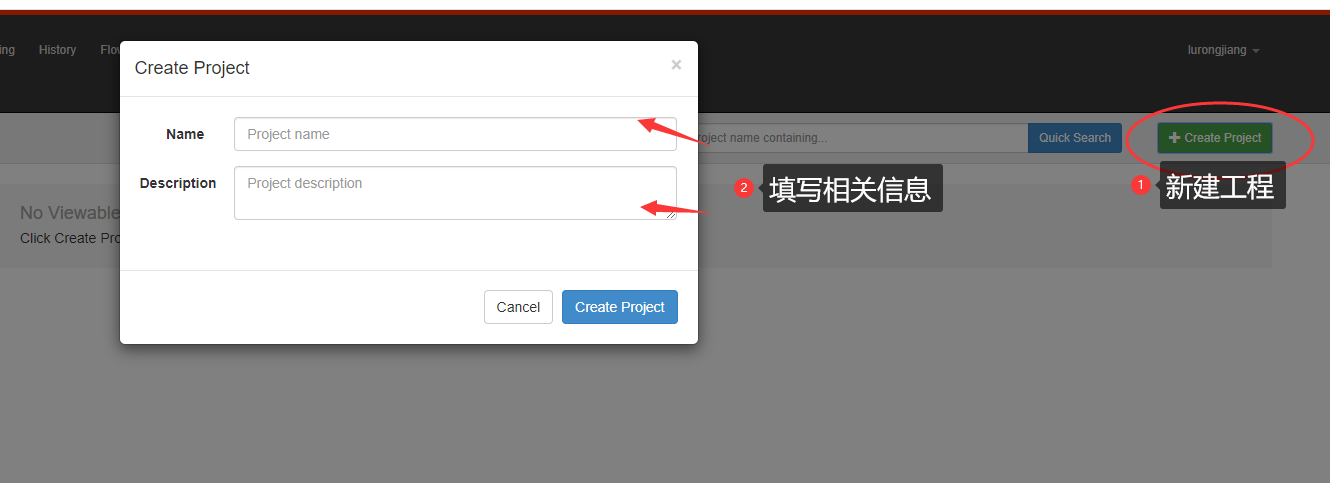 ing History Flo lurongjiang
Create Project ×
Name Project name
Description Project description
Cancel Create Project
roject name containing... Quick Search Create Project
② 填写相关信息
① 新建工程
No Viewable
Click Create Pro